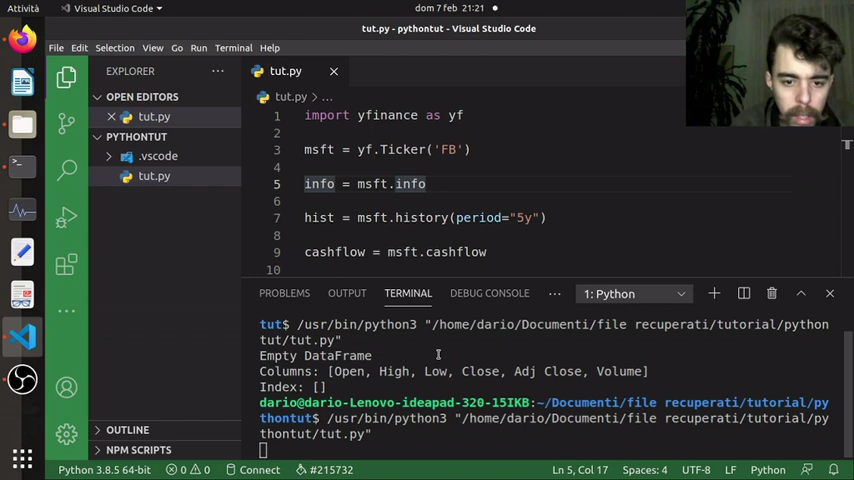 Attività
Visual Studio Code
dom 7 feb 21:21
tut.py - pythontut - Visual Studio Code
File Edit Selection View Go Run Terminal Help
EXPLORER
OPEN EDITORS
tut.py
PYTHONTUT
.vscode
tut.py
OUTLINE
NPM SCRIPTS
tut.py
tut.py > ...
1 import yfinance as yf
2
3 msft = yf.Ticker('FB')
4
5 info = msft.info
6
7 hist = msft.history(period="5y")
8
9 cashflow = msft.cashflow
10
PROBLEMS OUTPUT TERMINAL DEBUG CONSOLE ... 1: Python
tut$ /usr/bin/python3 "/home/dario/Documenti/file recuperati/tutorial/python
tut/tut.py"
Empty DataFrame
Columns: [Open, High, Low, Close, Adj Close, Volume]
Index: []
dario@dario-Lenovo-ideapad-320-15IKB:~/Documenti/file recuperati/tutorial/py
thontut$ /usr/bin/python3 "/home/dario/Documenti/file recuperati/tutorial/py
thontut/tut.py"
Python 3.8.5 64-bit 0 0 Connect #215732 Ln 5, Col 17 Spaces: 4 UTF-8 LF Python